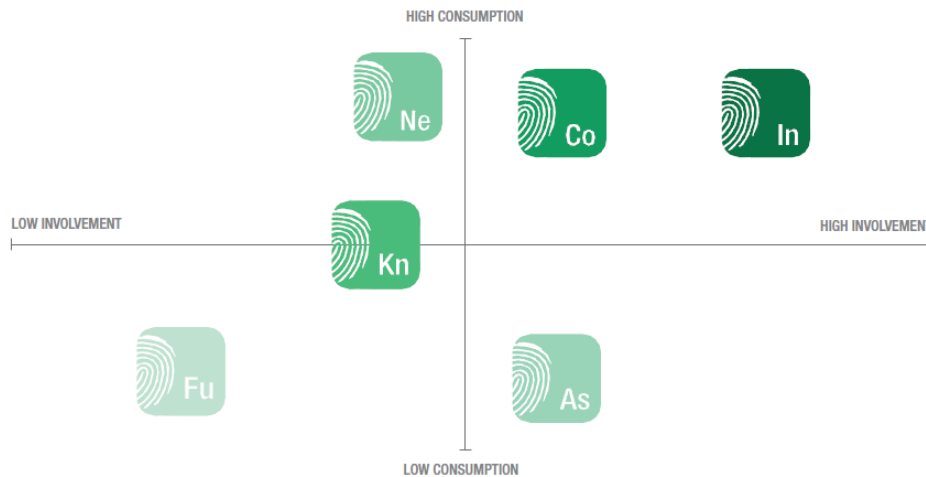 HIGH CONSUMPTION
Ne
Co
In
LOW INVOLVEMENT
HIGH INVOLVEMEN
Kn
Fu
As
LOW CONSUMPTION